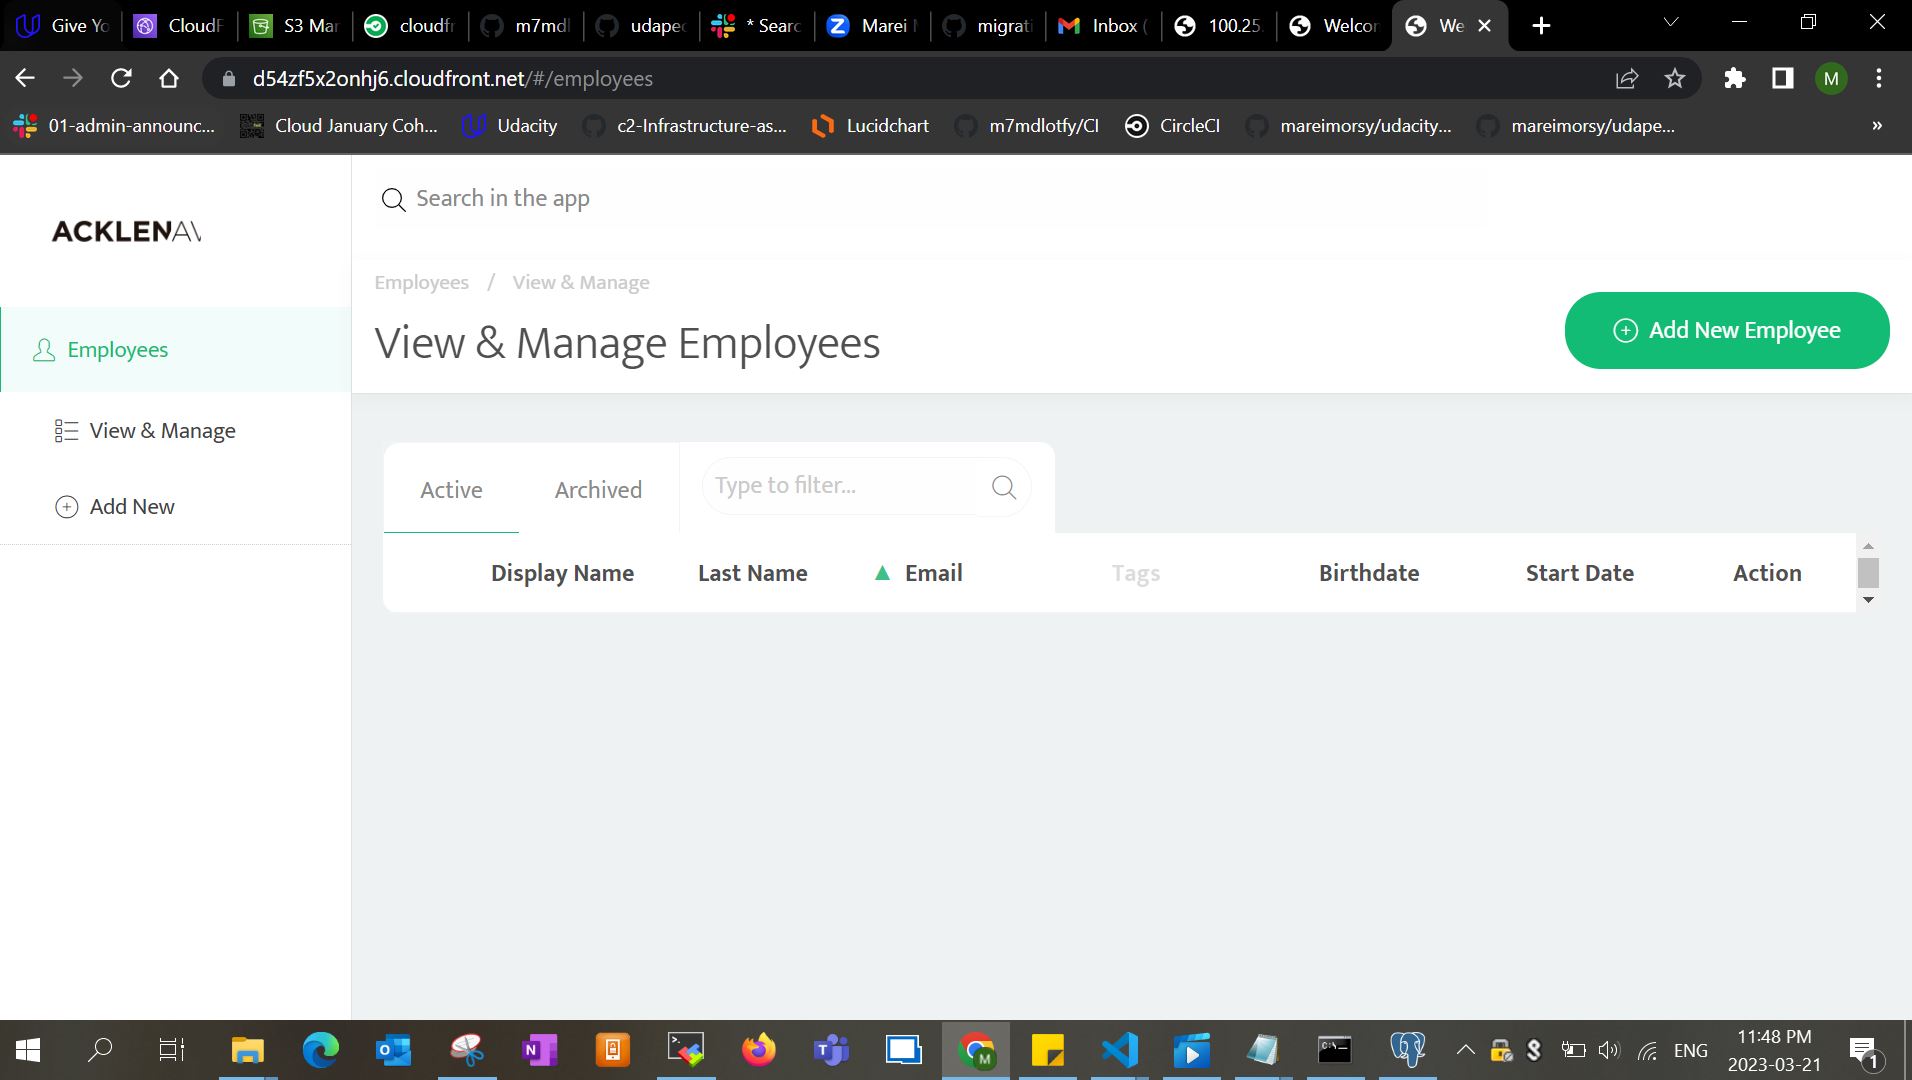 Give Yo
CloudF
S3 Mar
cloudfr
m7mdl
udapec
* Searc
Marei
migrati
Inbox (
100.25
Welcon
We
d54zf5x2onhj6.cloudfront.net/#/employees
M
01-admin-announc...
Cloud January Coh...
Udacity
c2-Infrastructure-as...
Lucidchart
m7mdlotfy/CI
CircleCI
mareimorsy/udacity...
mareimorsy/udape...
»
ACKLENAV
Search in the app
Employees / View & Manage
View & Manage Employees
Add New Employee
Employees
View & Manage
Add New
Active
Archived
Type to filter...
Display Name
Last Name
Email
Tags
Birthdate
Start Date
Action
ENG
11:48 PM
2023-03-21
1